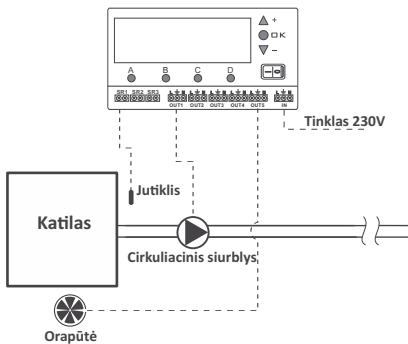 +
OK
–
A B C D
SR1 SR2 SR3 L N L N L N L N L N L N
OUT1 OUT2 OUT3 OUT4 OUT5 IN
Tinklas 230V
Jutiklis
Katilas
Cirkuliacinis siurblys
Orapūtė